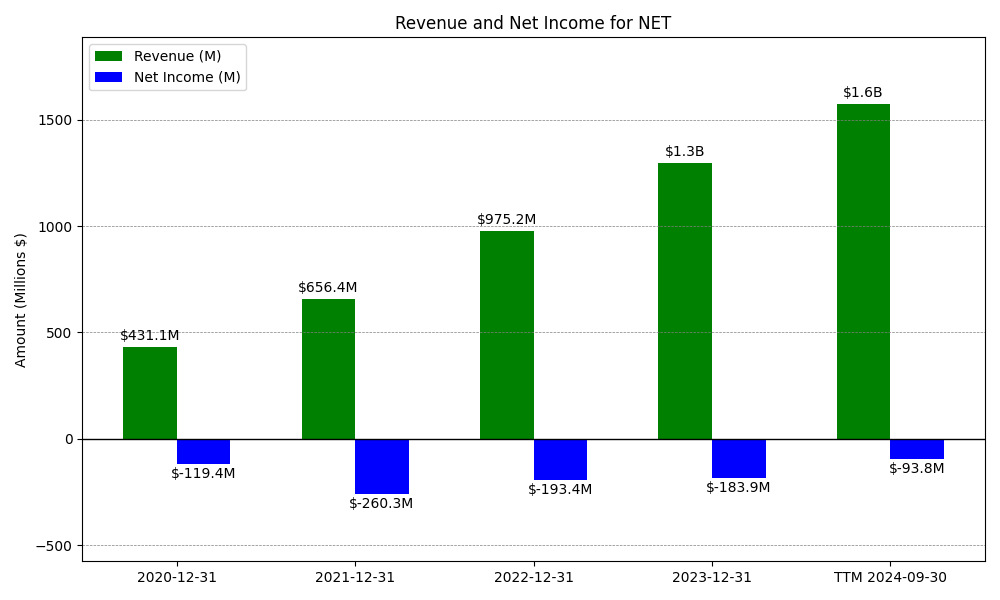 Revenue and Net Income for NET
Revenue (M)
Net Income (M)
Amount (Millions $)
1500
1000
500
0
−500
$431.1M
$656.4M
$975.2M
$1.3B
$1.6B
$-119.4M
$-260.3M
$-193.4M
$-183.9M
$-93.8M
2020-12-31
2021-12-31
2022-12-31
2023-12-31
TTM 2024-09-30